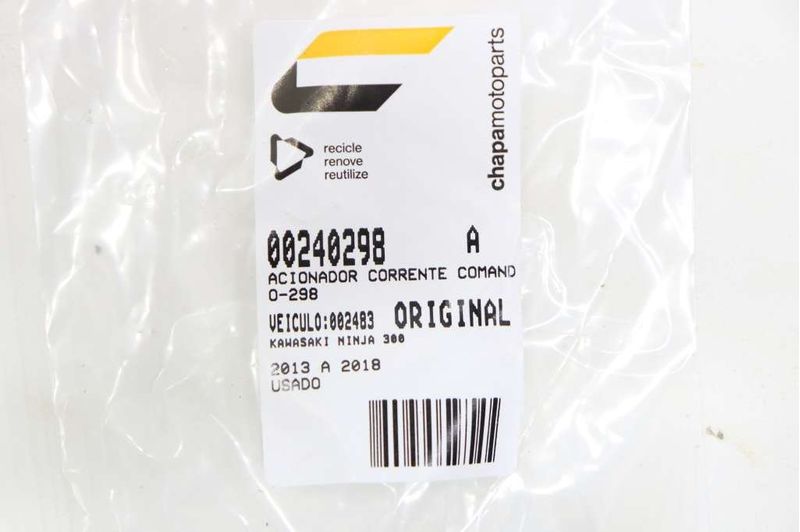 chapamotoparts
recicle
renove
reutilize
00240298 A
ACIONADOR CORRENTE COMAND
O-298
VEICULO:002483 ORIGINAL
KAWASAKI NINJA 300
2013 A 2018
USADO